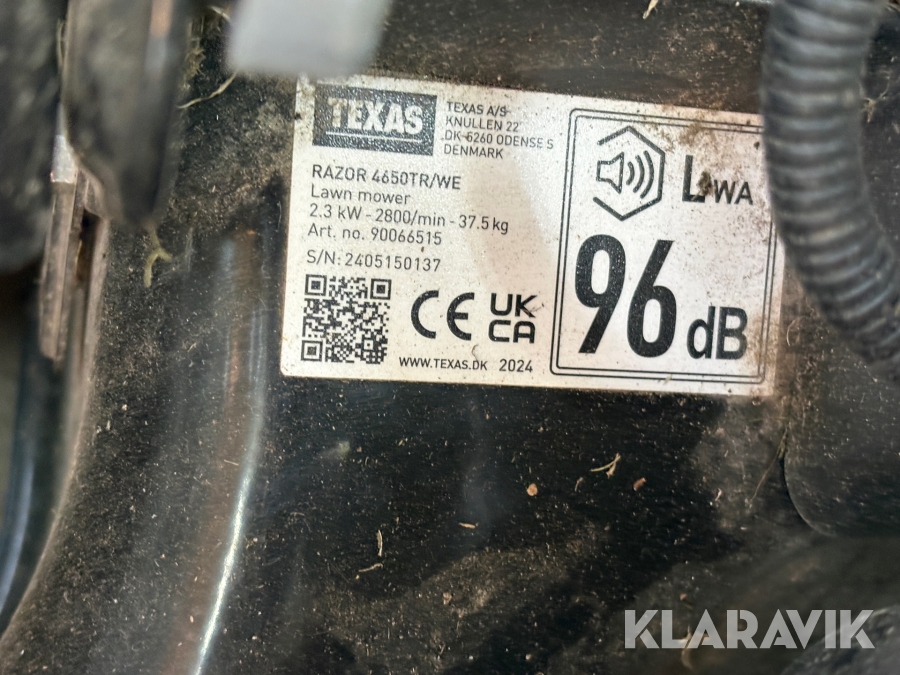 TEXAS
TEXAS A/S
KNULLEN 22
DK-5260 ODENSE S
DENMARK
RAZOR 4650TR/WE
Lawn mower
2.3 kW - 2800/min - 37.5 kg
Art. no. 90066515
S/N: 2405150137
CE UK CA
WWW.TEXAS.DK 2024
LWA
96 dB
KLARAVIK